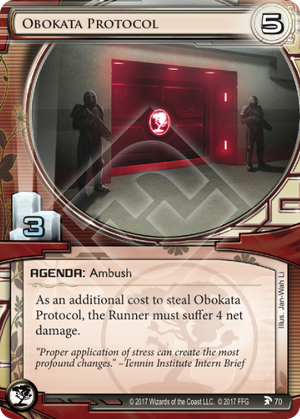 OBOKATA PROTOCOL
5
3
AGENDA: Ambush
As an additional cost to steal Obokata
Protocol, the Runner must suffer 4 net
damage.
“Proper application of stress can create the most
profound changes.” –Tennin Institute Intern Brief
Illus. Jan-Wah Li
© 2017 Wizards of the Coast LLC. © 2017 FFG
70